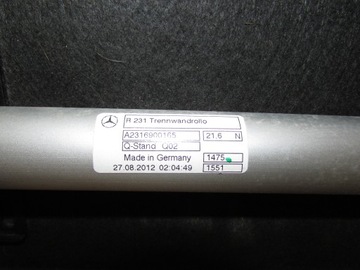 R 231 Trennwandrollo
A2316900165 21.6 N
Q-Stand Q02
Made in Germany 1475
27.08.2012 02:04:49 1551